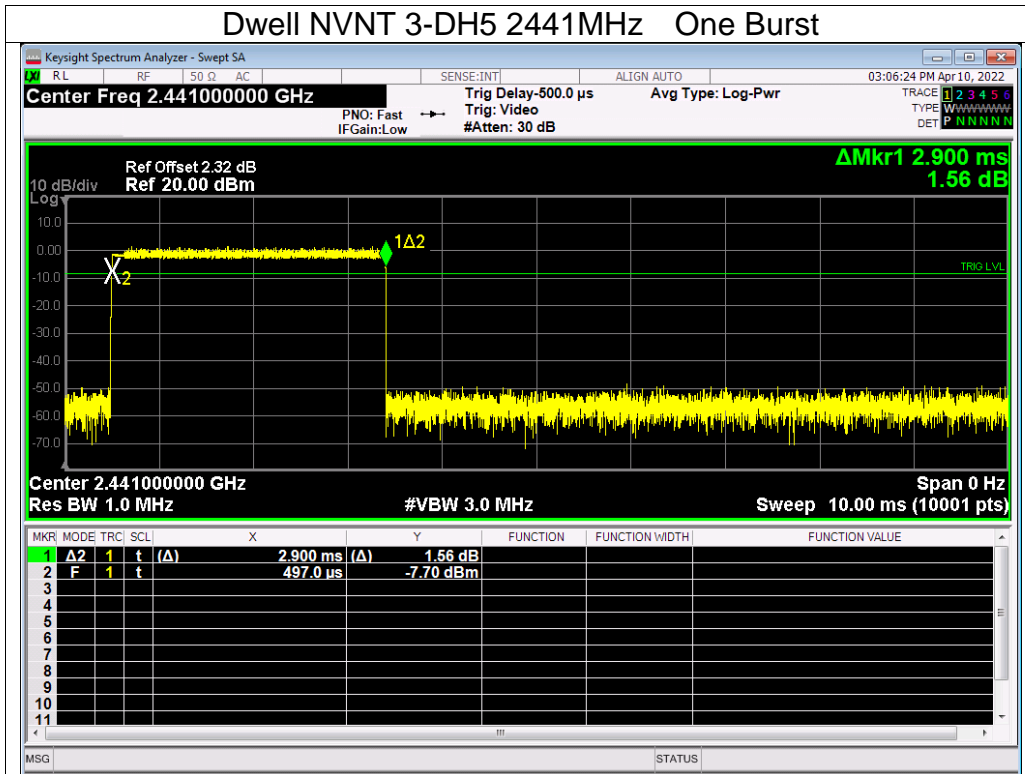 Dwell NVNT 3-DH5 2441MHz One Burst
Keysight Spectrum Analyzer - Swept SA
LXI RL RF 50 Ω AC SENSE:INT ALIGN AUTO 03:06:24 PM Apr 10, 2022
Center Freq 2.441000000 GHz
PNO: Fast
IFGain:Low
Trig Delay-500.0 µs
Trig: Video
#Atten: 30 dB
Avg Type: Log-Pwr
TRACE 1 2 3 4 5 6
TYPE WWWWWW
DET P N N N N N
ΔMkr1 2.900 ms
1.56 dB
Ref Offset 2.32 dB
10 dB/div Ref 20.00 dBm
Log
10.0
0.00
-10.0
-20.0
-30.0
-40.0
-50.0
-60.0
-70.0
1Δ2
2
TRIG LVL
Center 2.441000000 GHz Span 0 Hz
Res BW 1.0 MHz #VBW 3.0 MHz Sweep 10.00 ms (10001 pts)
MKR MODE TRC SCL X Y FUNCTION FUNCTION WIDTH FUNCTION VALUE
1 Δ2 1 t (Δ) 2.900 ms (Δ) 1.56 dB
2 F 1 t 497.0 µs -7.70 dBm
3
4
5
6
7
8
9
10
11
MSG STATUS